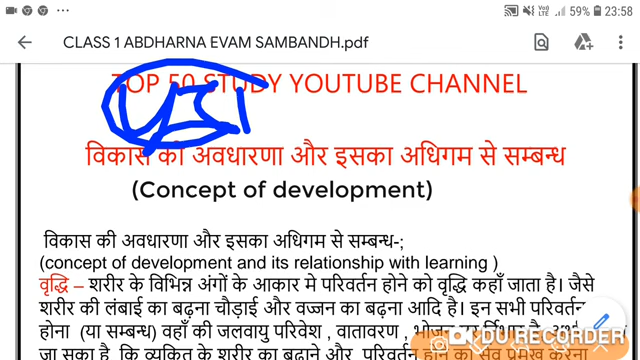 VoLTE 59% 23:58
CLASS 1 ABDHARNA EVAM SAMBANDH.pdf
TOP 50 STUDY YOUTUBE CHANNEL
विकास का अवधारणा और इसका अधिगम से सम्बन्ध
(Concept of development)
विकास की अवधारणा और इसका अधिगम से सम्बन्ध-;
(concept of development and its relationship with learning )
वृद्धि – शरीर के विभिन्न अंगों के आकार मे परिवर्तन होने को वृद्धि कहाँ जाता है। जैसे
शरीर की लंबाई का बढ़ना चौड़ाई और वज्जन का बढ़ना आदि है। इन सभी परिवर्तन
होना (या सम्बन्ध) वहाँ की जलवायु परिवेश , वातावरण ,
DU RECORDER
जा सकता है, कि व्यकित के शरीर का बढाने और